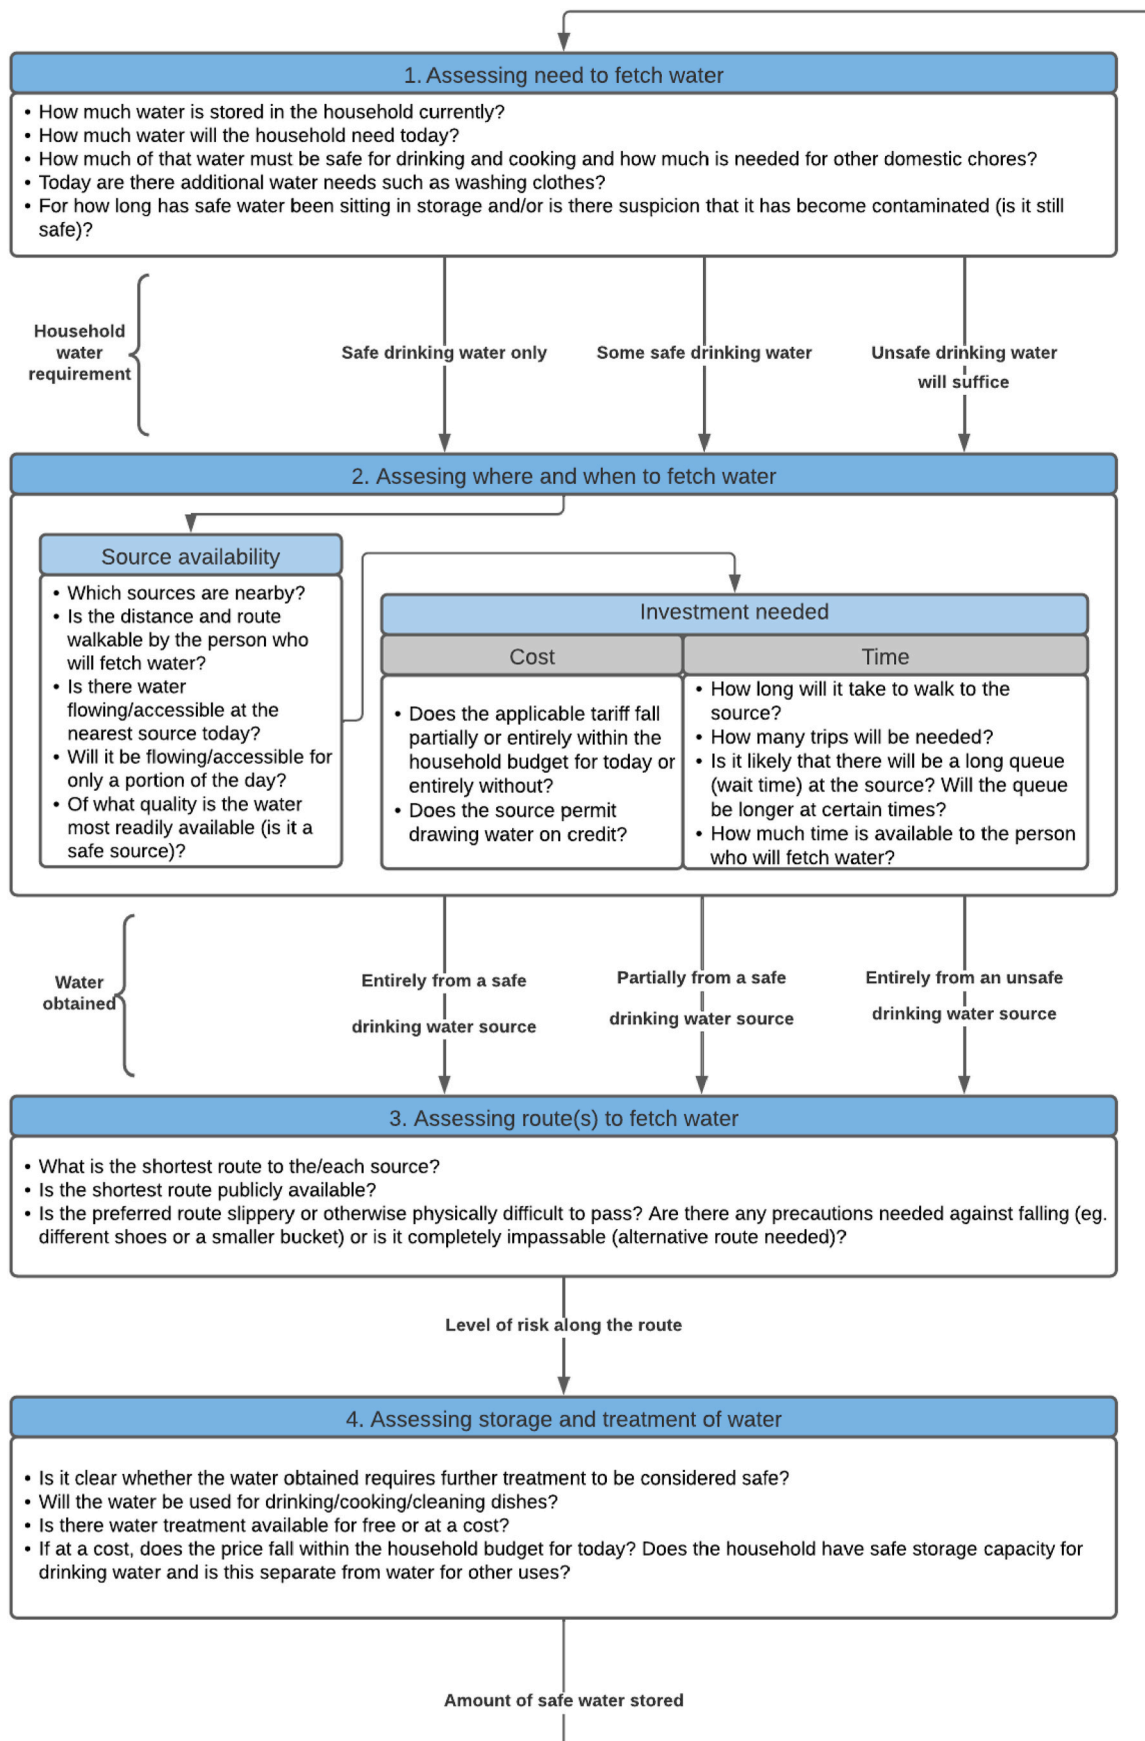 1. Assessing need to fetch water
• How much water is stored in the household currently?
• How much water will the household need today?
• How much of that water must be safe for drinking and cooking and how much is needed for other domestic chores?
• Today are there additional water needs such as washing clothes?
• For how long has safe water been sitting in storage and/or is there suspicion that it has become contaminated (is it still
safe)?
Household
water
requirement
Safe drinking water only
Some safe drinking water
Unsafe drinking water
will suffice
2. Assesing where and when to fetch water
Source availability
• Which sources are nearby?
• Is the distance and route
walkable by the person who
will fetch water?
• Is there water
flowing/accessible at the
nearest source today?
• Will it be flowing/accessible for
only a portion of the day?
• Of what quality is the water
most readily available (is it a
safe source)?
Investment needed
Cost
• Does the applicable tariff fall
partially or entirely within the
household budget for today or
entirely without?
• Does the source permit
drawing water on credit?
Time
• How long will it take to walk to the
source?
• How many trips will be needed?
• Is it likely that there will be a long queue
(wait time) at the source? Will the queue
be longer at certain times?
• How much time is available to the person
who will fetch water?
Water
obtained
Entirely from a safe
drinking water source
Partially from a safe
drinking water source
Entirely from an unsafe
drinking water source
3. Assessing route(s) to fetch water
• What is the shortest route to the/each source?
• Is the shortest route publicly available?
• Is the preferred route slippery or otherwise physically difficult to pass? Are there any precautions needed against falling (eg.
different shoes or a smaller bucket) or is it completely impassable (alternative route needed)?
Level of risk along the route
4. Assessing storage and treatment of water
• Is it clear whether the water obtained requires further treatment to be considered safe?
• Will the water be used for drinking/cooking/cleaning dishes?
• Is there water treatment available for free or at a cost?
• If at a cost, does the price fall within the household budget for today? Does the household have safe storage capacity for
drinking water and is this separate from water for other uses?
Amount of safe water stored